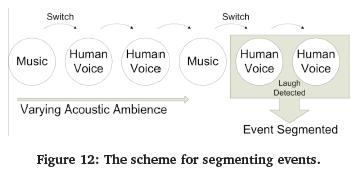 Switch
Switch
Music
Human
Voice
Human
Voice
Music
Human
Voice
Human
Voice
Laugh
Detected
Varying Acoustic Ambience
Event Segmented
Figure 12: The scheme for segmenting events.